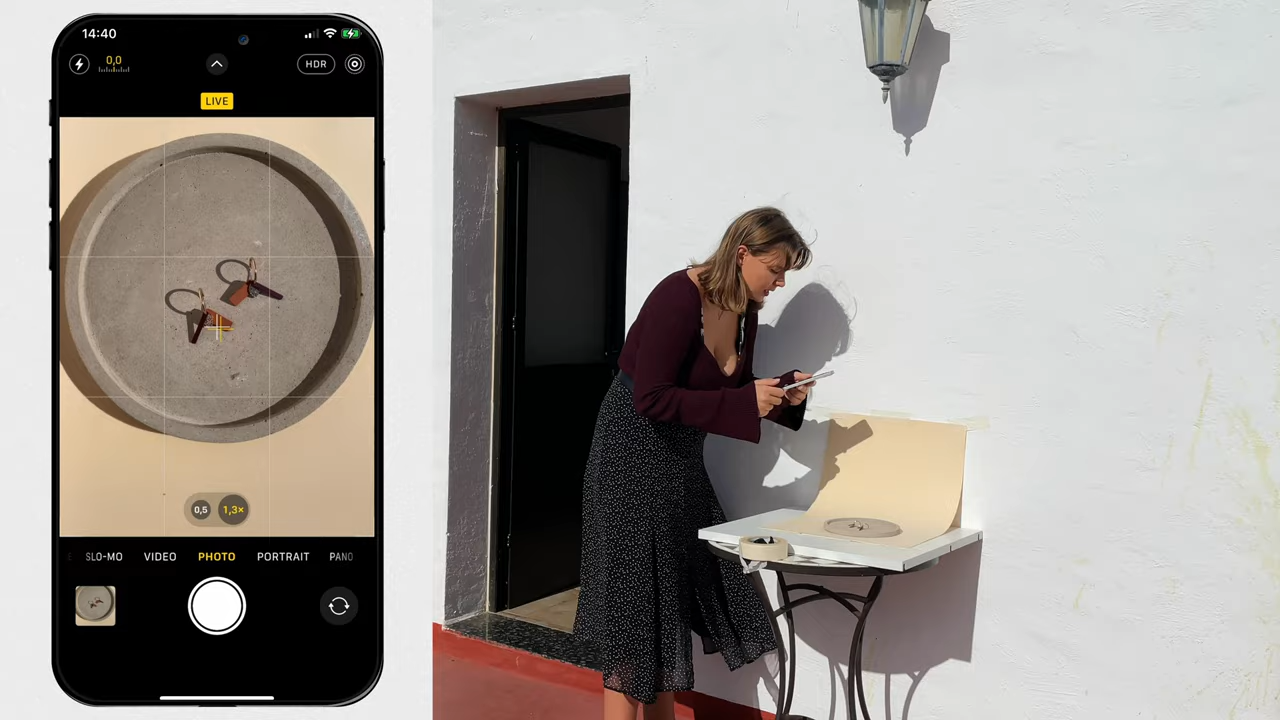 14:40
0,0
HDR
LIVE
0,5 1,3×
SLO-MO VIDEO PHOTO PORTRAIT PANO